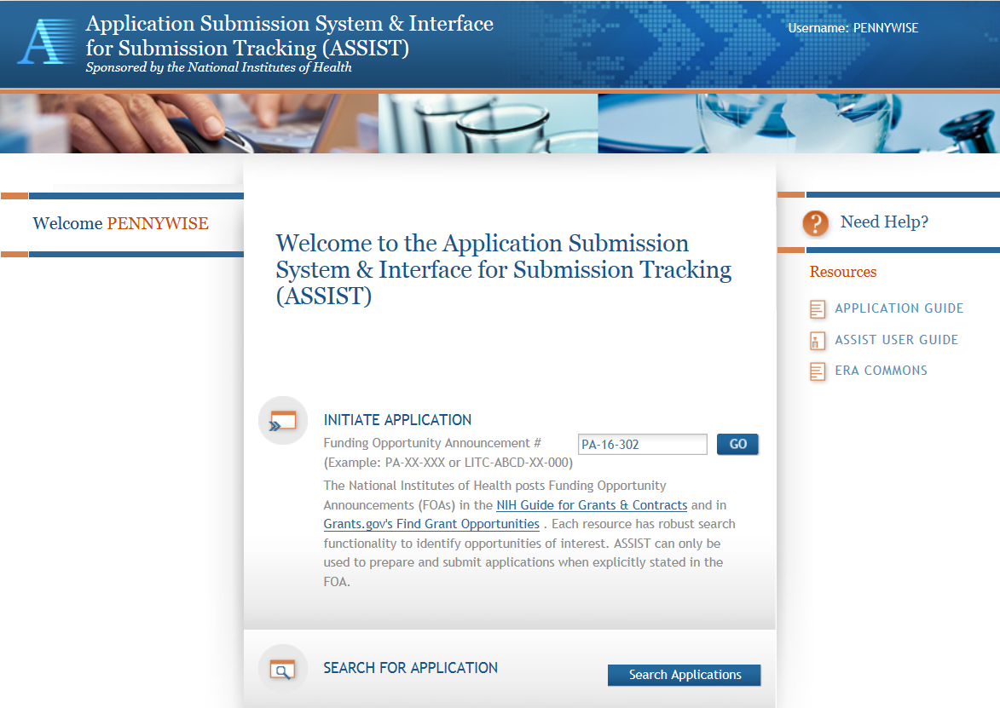 Application Submission System & Interface
for Submission Tracking (ASSIST)
Sponsored by the National Institutes of Health
Username: PENNYWISE
Welcome PENNYWISE
Welcome to the Application Submission
System & Interface for Submission Tracking
(ASSIST)
INITIATE APPLICATION
Funding Opportunity Announcement #
(Example: PA-XX-XXX or LITC-ABCD-XX-000)
PA-16-302
GO
The National Institutes of Health posts Funding Opportunity
Announcements (FOAs) in the NIH Guide for Grants & Contracts and in
Grants.gov's Find Grant Opportunities . Each resource has robust search
functionality to identify opportunities of interest. ASSIST can only be
used to prepare and submit applications when explicitly stated in the
FOA.
SEARCH FOR APPLICATION
Search Applications
? Need Help?
Resources
APPLICATION GUIDE
ASSIST USER GUIDE
ERA COMMONS